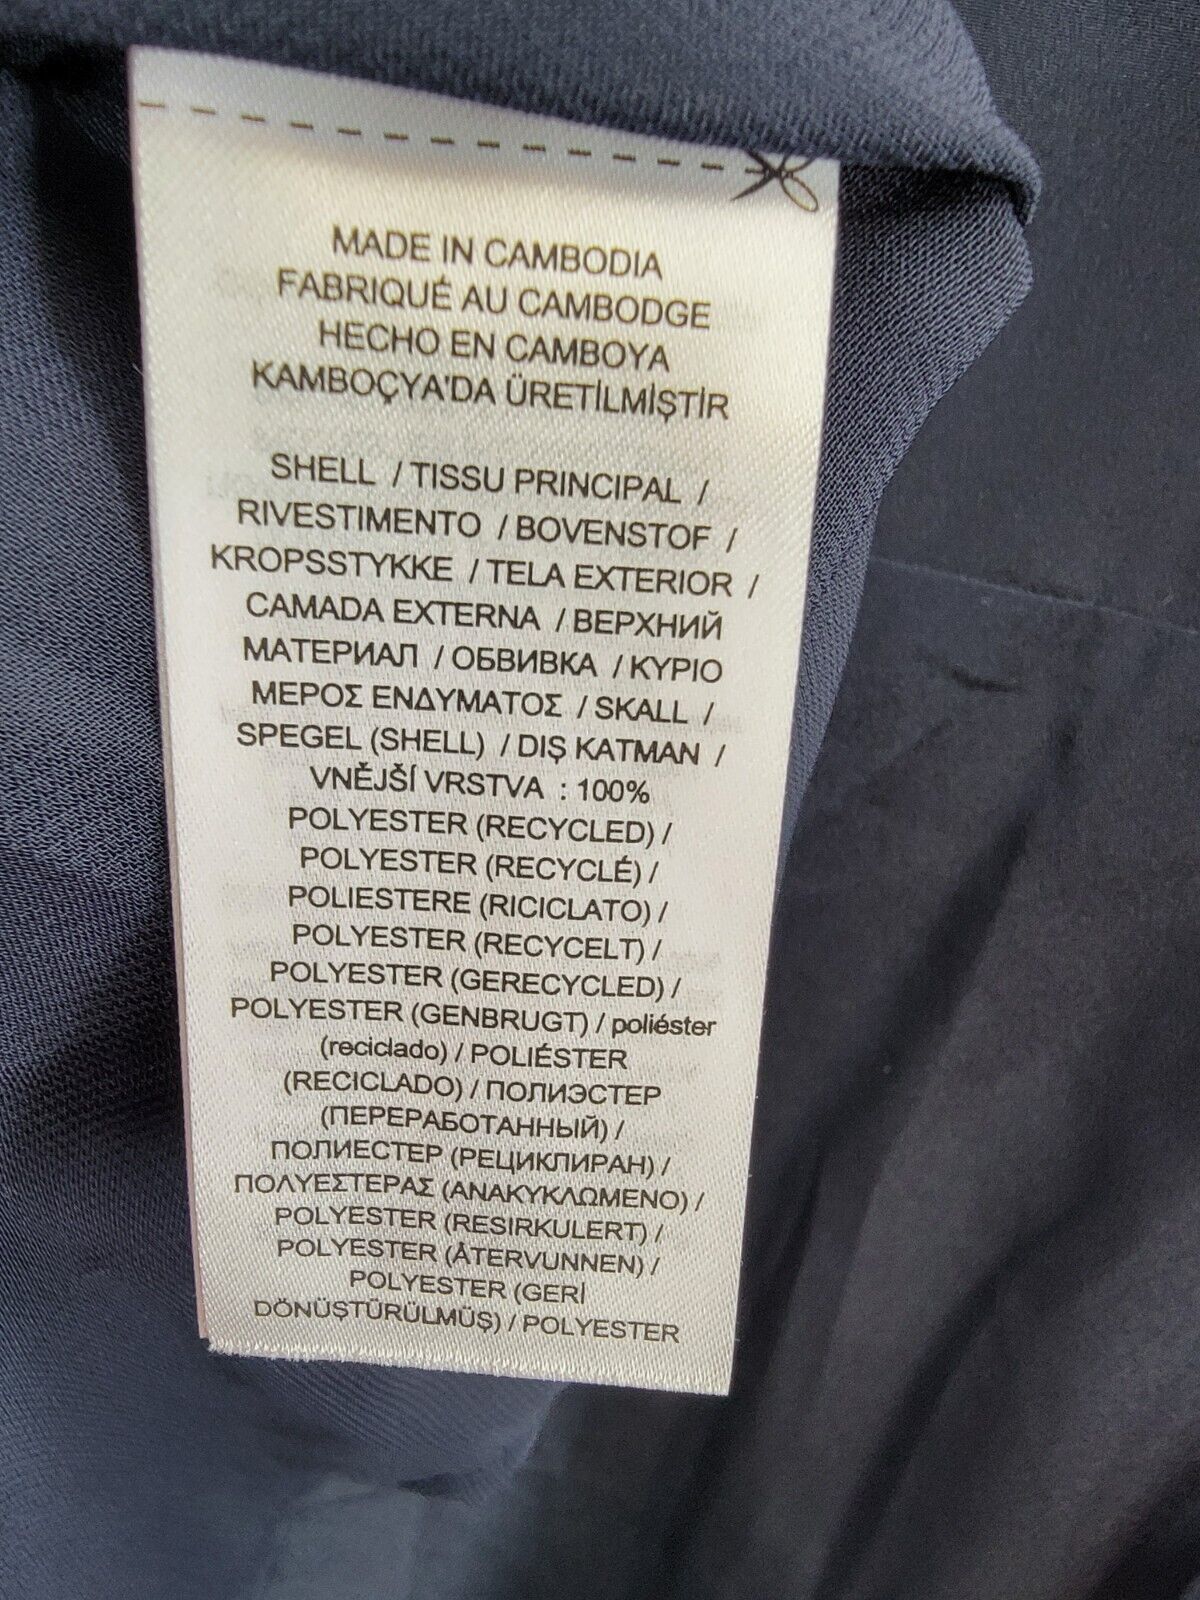 MADE IN CAMBODIA
FABRIQUÉ AU CAMBODGE
HECHO EN CAMBOYA
KAMBOÇYA'DA ÜRETİLMİŞTİR
SHELL / TISSU PRINCIPAL /
RIVESTIMENTO / BOVENSTOF /
KROPSSTYKKE / TELA EXTERIOR /
CAMADA EXTERNA / ВЕРХНИЙ
МАТЕРИАЛ / ОБВИВКА / ΚΥΡΙΟ
ΜΕΡΟΣ ΕΝΔΥΜΑΤΟΣ / SKALL /
SPEGEL (SHELL) / DIŞ KATMAN /
VNĚJŠÍ VRSTVA : 100%
POLYESTER (RECYCLED) /
POLYESTER (RECYCLÉ) /
POLIESTERE (RICICLATO) /
POLYESTER (RECYCELT) /
POLYESTER (GERECYCLED) /
POLYESTER (GENBRUGT) / poliéster
(reciclado) / POLIÉSTER
(RECICLADO) / ПОЛИЭСТЕР
(ПЕРЕРАБОТАННЫЙ) /
ПОЛИЕСТЕР (РЕЦИКЛИРАН) /
ΠΟΛΥΕΣΤΕΡΑΣ (ΑΝΑΚΥΚΛΩΜΕΝΟ) /
POLYESTER (RESIRKULERT) /
POLYESTER (ÅTERVUNNEN) /
POLYESTER (GERİ
DÖNÜŞTÜRÜLMÜŞ) / POLYESTER